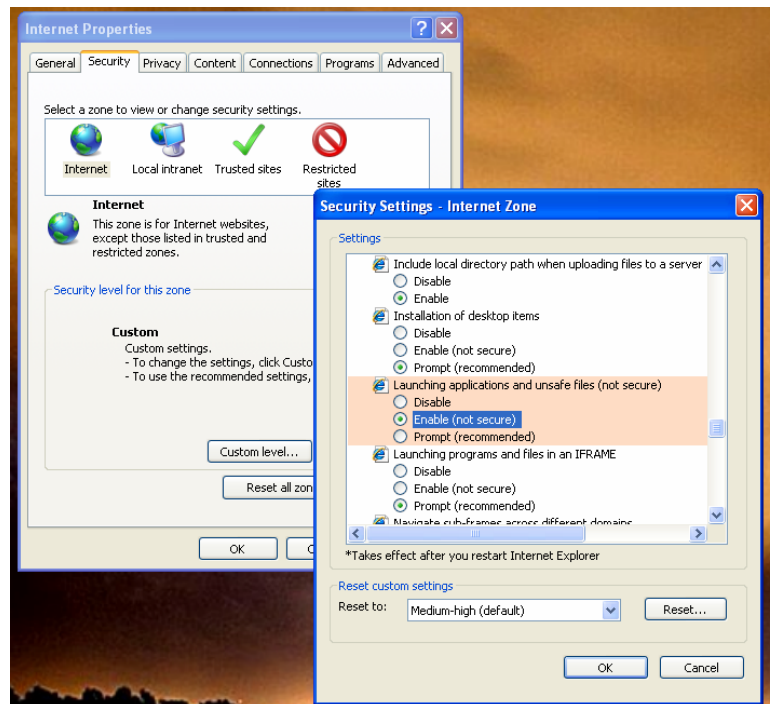 Internet Properties
General Security Privacy Content Connections Programs Advanced
Select a zone to view or change security settings.
Internet Local intranet Trusted sites Restricted
sites
Internet
This zone is for Internet websites,
except those listed in trusted and
restricted zones.
Security level for this zone
Custom
Custom settings.
- To change the settings, click Custo
- To use the recommended settings,
Custom level...
Reset all zon
OK
Security Settings - Internet Zone
Settings
Include local directory path when uploading files to a server
Disable
Enable
Installation of desktop items
Disable
Enable (not secure)
Prompt (recommended)
Launching applications and unsafe files (not secure)
Disable
Enable (not secure)
Prompt (recommended)
Launching programs and files in an IFRAME
Disable
Enable (not secure)
Prompt (recommended)
Navigate sub-frames across different domains
*Takes effect after you restart Internet Explorer
Reset custom settings
Reset to: Medium-high (default) Reset...
OK Cancel